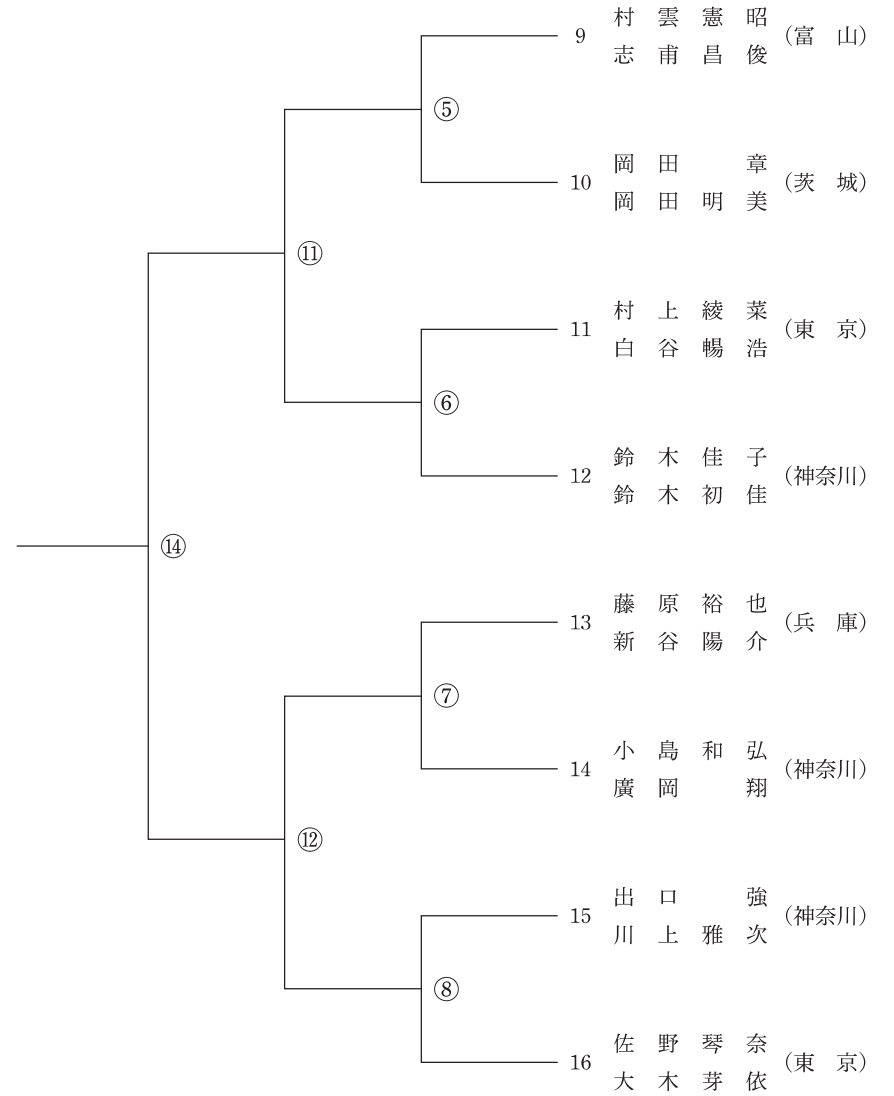 村雲憲昭
9 (富山)
志甫昌俊
⑤
岡田章
10 (茨城)
岡田明美
⑪
村上綾菜
11 (東京)
白谷暢浩
⑥
鈴木佳子
12 (神奈川)
鈴木初佳
⑭
藤原裕也
13 (兵庫)
新谷陽介
⑦
小島和弘
14 (神奈川)
廣岡翔
⑫
出口強
15 (神奈川)
川上雅次
⑧
佐野琴奈
16 (東京)
大木芽依